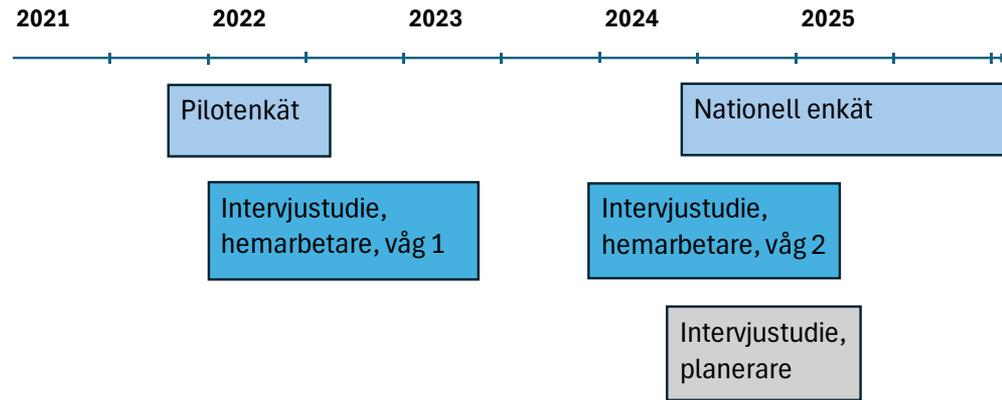 2021 2022 2023 2024 2025
Pilotenkät
Nationell enkät
Intervjustudie,
hemarbetare, våg 1
Intervjustudie,
hemarbetare, våg 2
Intervjustudie,
planerare